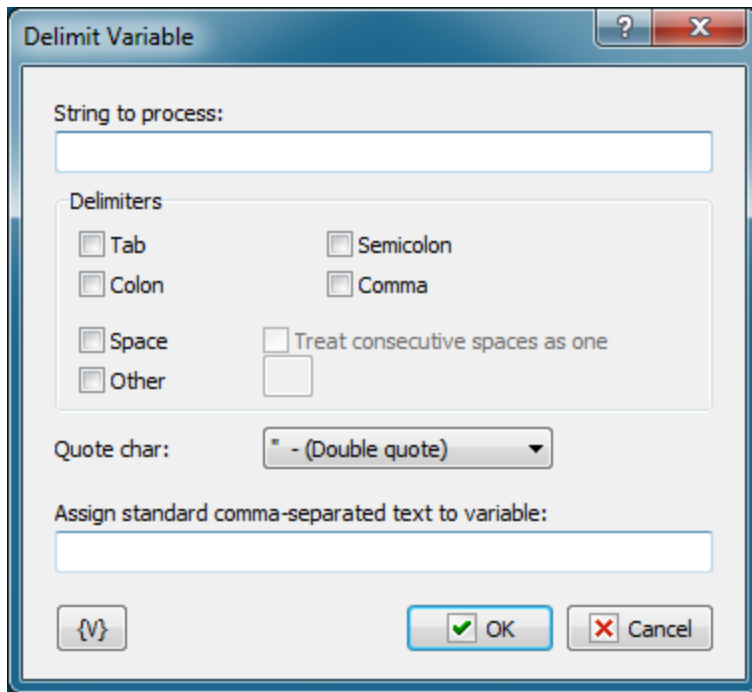 Delimit Variable
?
String to process:
Delimiters
Tab Semicolon
Colon Comma
Space Treat consecutive spaces as one
Other
Quote char: " - (Double quote)
Assign standard comma-separated text to variable:
{V} OK Cancel